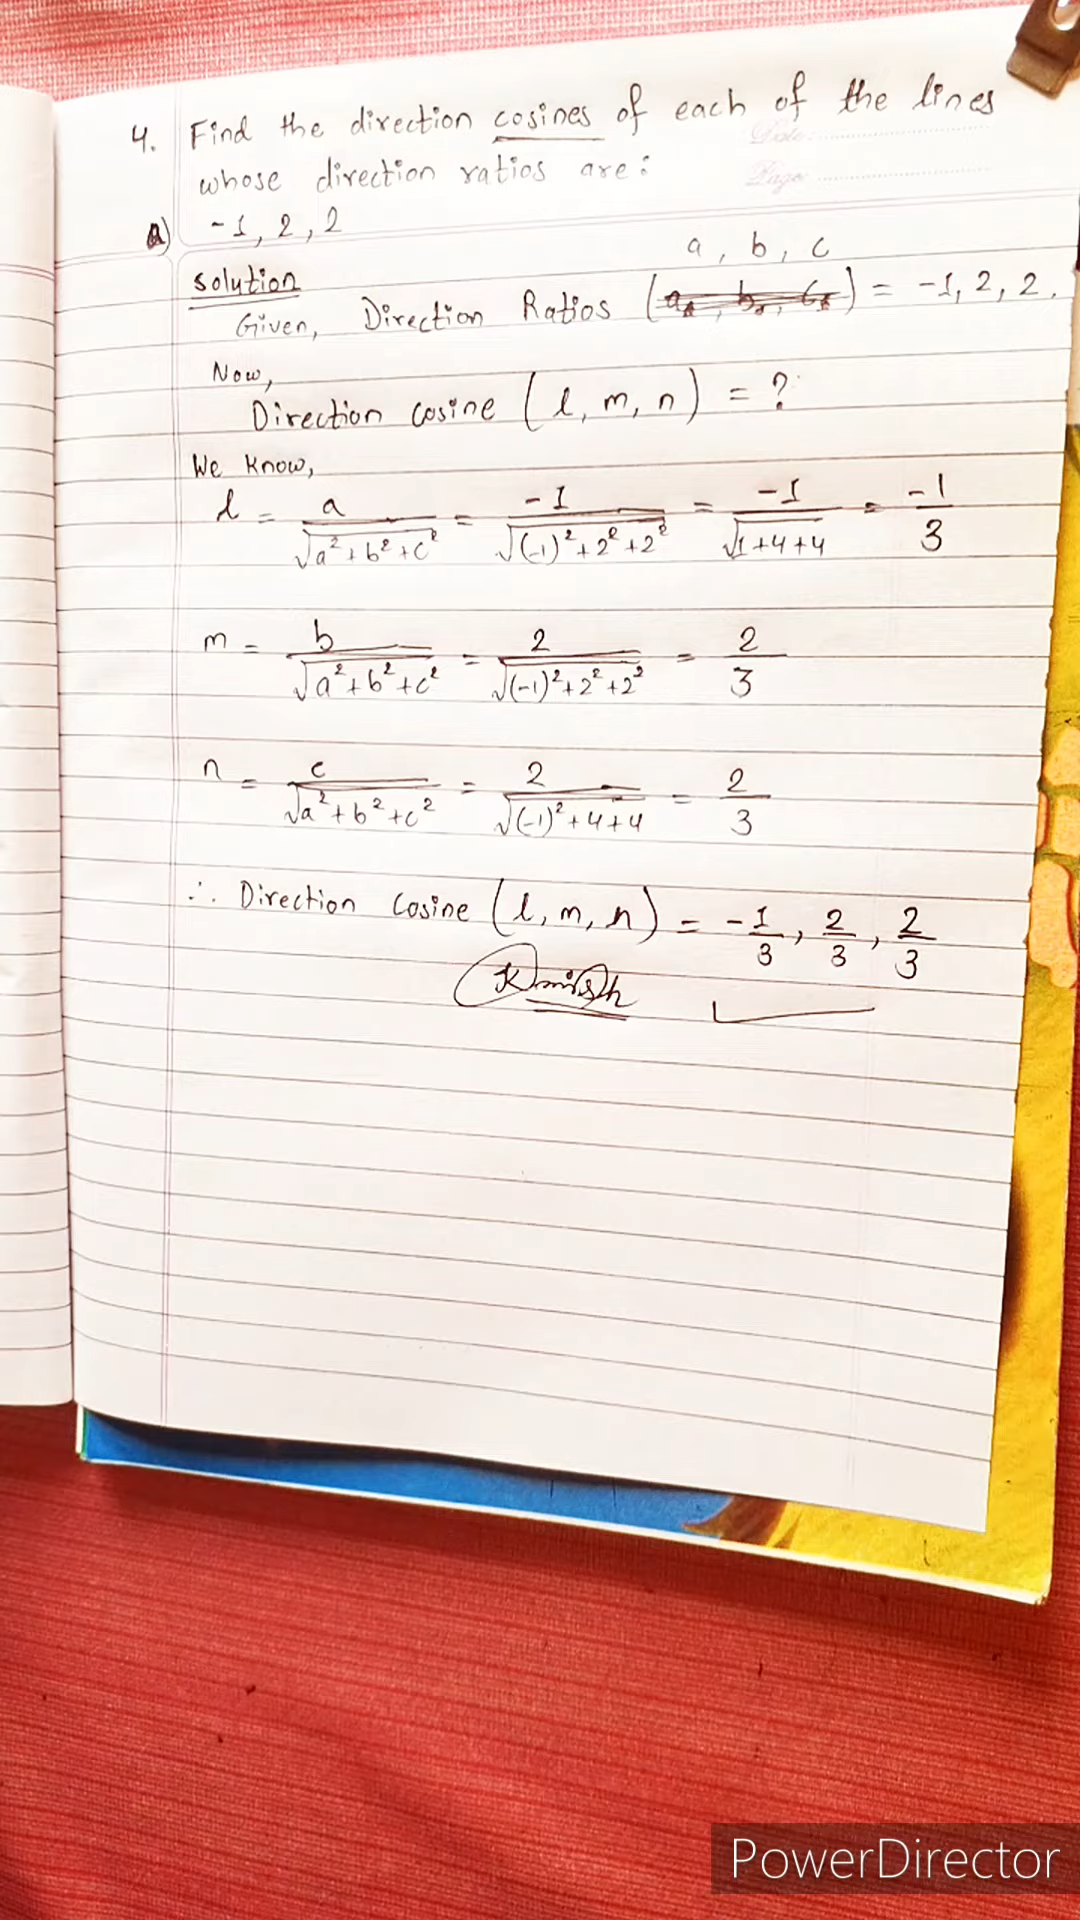 4. Find the direction cosines of each of the lines
Date:
whose direction ratios are:
Page:
a) -1, 2, 2
a, b, c
Solution
Given, Direction Ratios ( ) = -1, 2, 2.
Now,
Direction cosine (l, m, n) = ?
We know,
l = a/√a²+b²+c² = -1/√(-1)²+2²+2² = -1/√1+4+4 = -1/3
m = b/√a²+b²+c² = 2/√(-1)²+2²+2² = 2/3
n = c/√a²+b²+c² = 2/√(-1)²+4+4 = 2/3
∴ Direction Cosine (l, m, n) = -1/3, 2/3, 2/3
PowerDirector